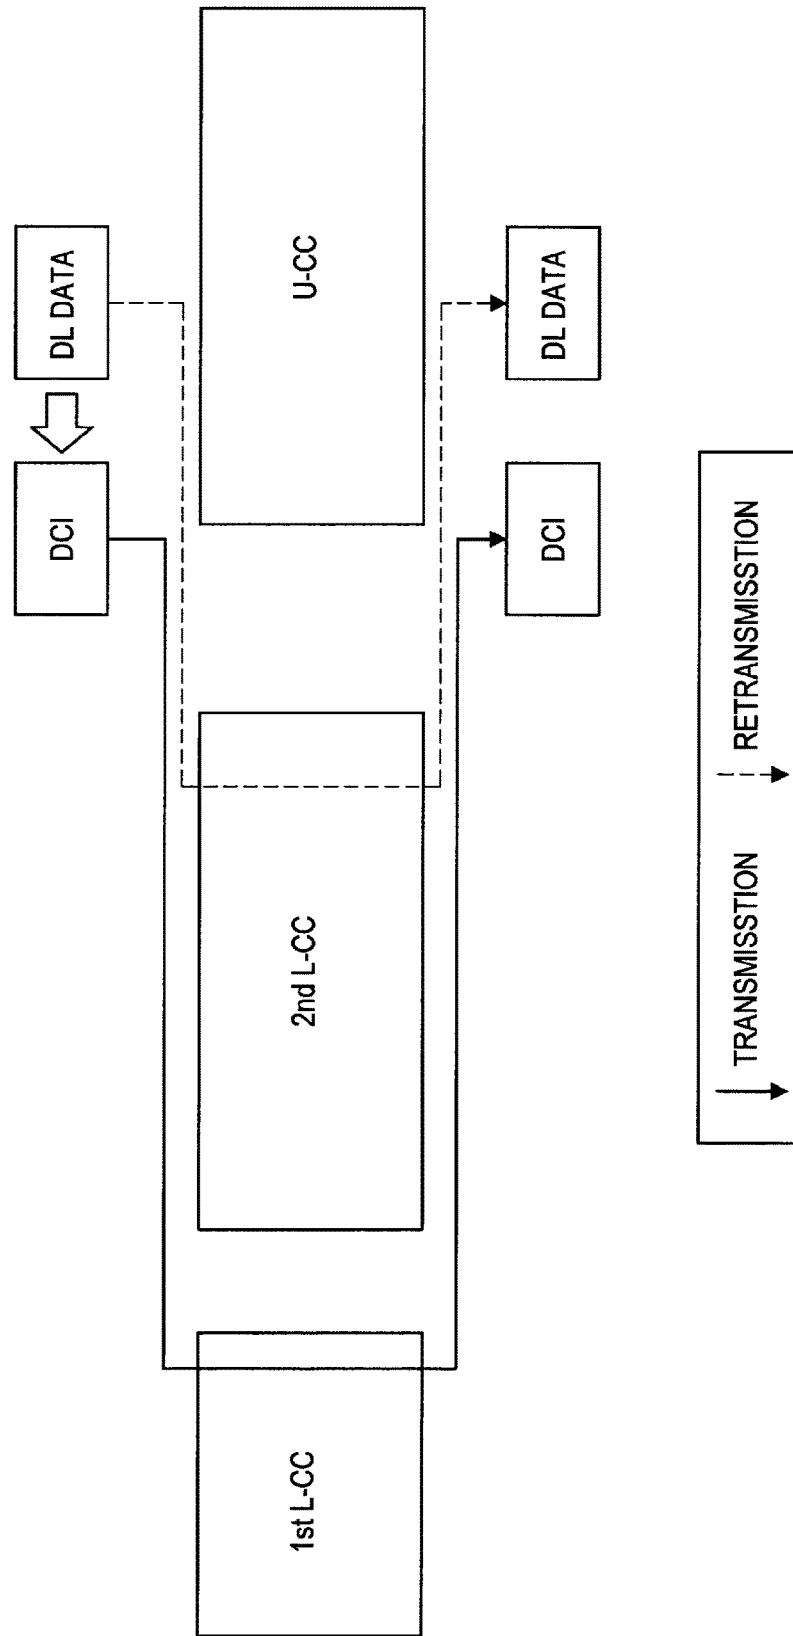 DCI
DL DATA
1st L-CC
2nd L-CC
U-CC
DCI
DL DATA
TRANSMISSTION
RETRANSMISSTION